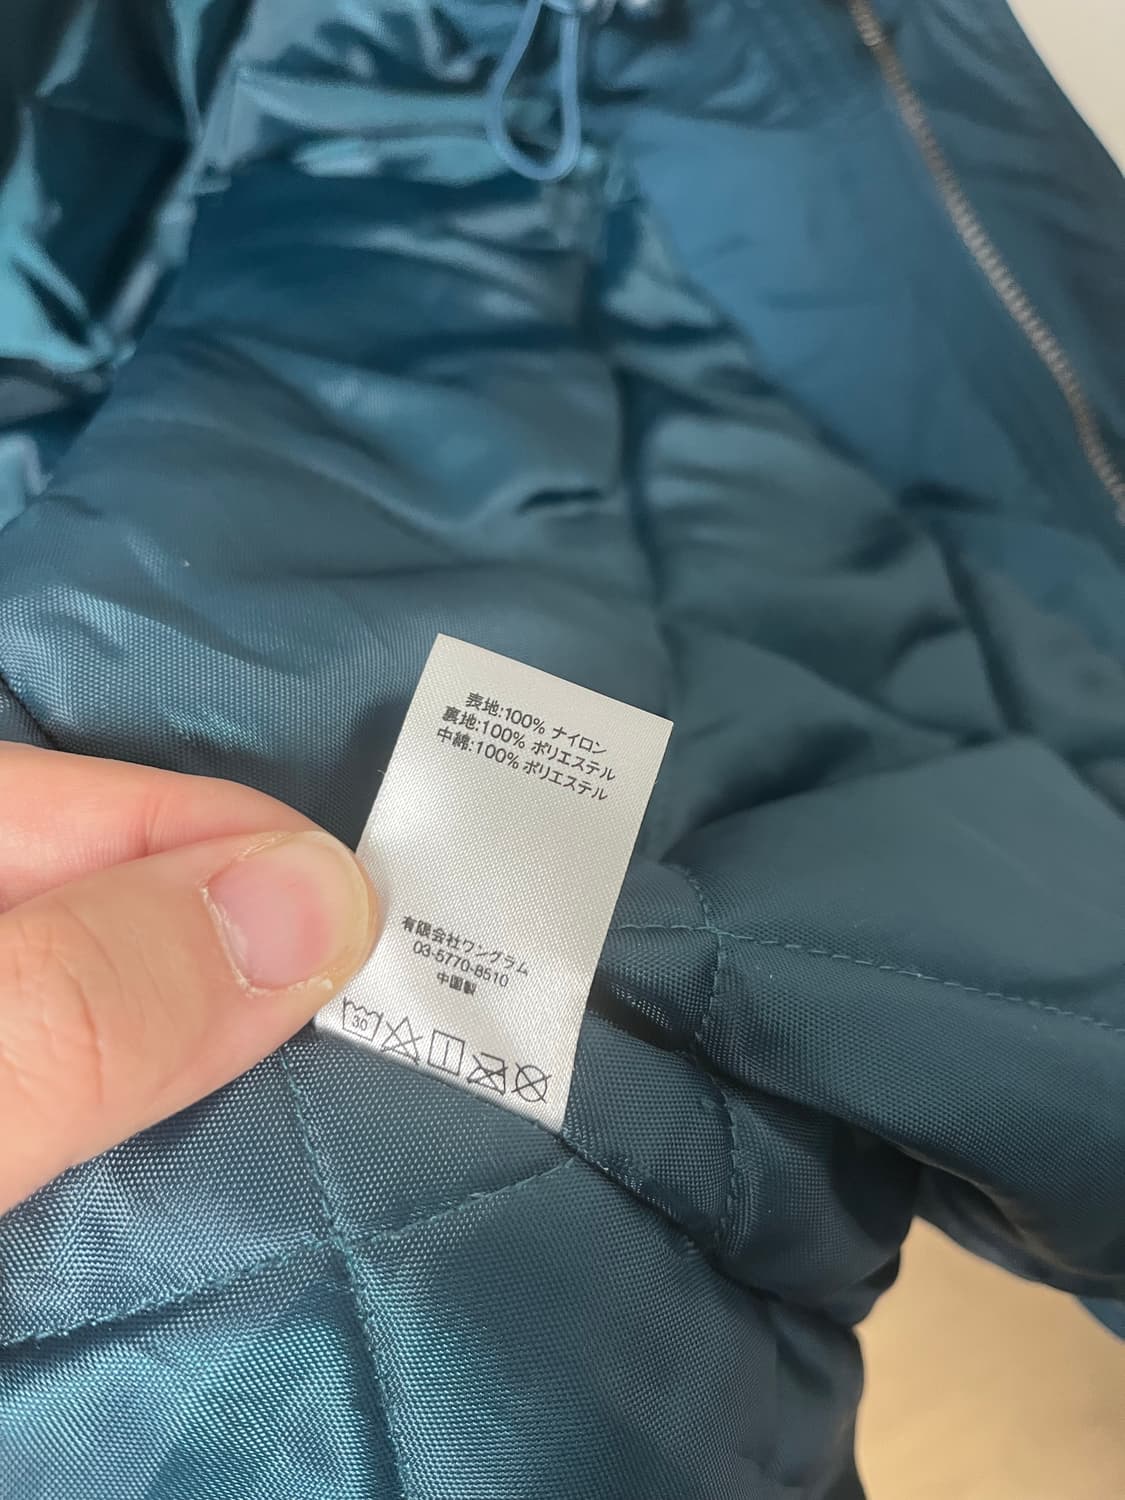 表地:100% ナイロン
裏地:100% ポリエステル
中綿:100% ポリエステル
有限会社ワングラム
03-5770-8510
中国製
30